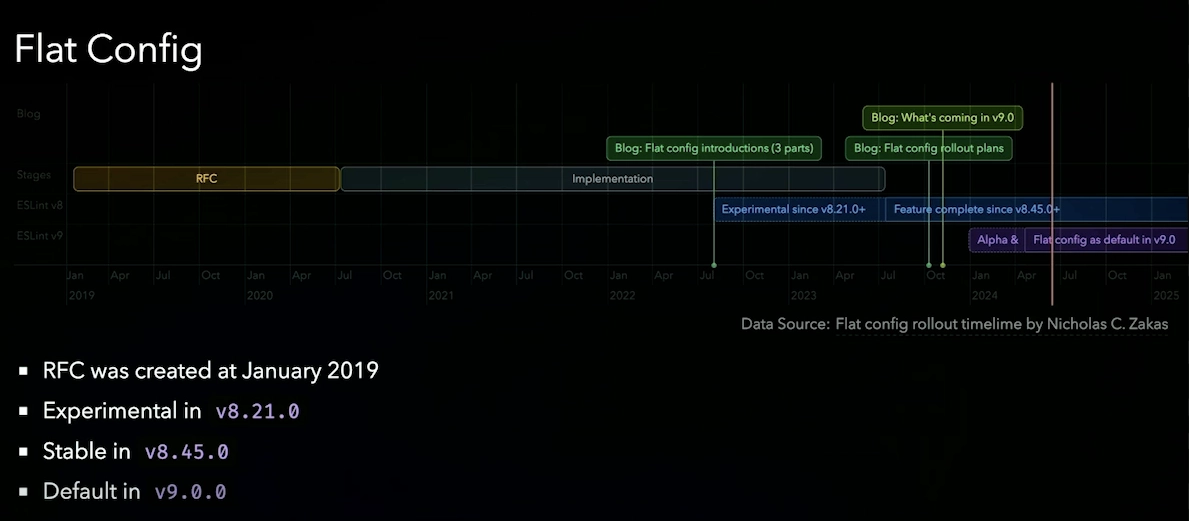 Flat Config
Blog
Blog: What's coming in v9.0
Blog: Flat config introductions (3 parts)
Blog: Flat config rollout plans
Stages
RFC
Implementation
ESLint v8
Experimental since v8.21.0+
Feature complete since v8.45.0+
ESLint v9
Alpha &
Flat config as default in v9.0
Jan Apr Jul Oct Jan Apr Jul Oct Jan Apr Jul Oct Jan Apr Jul Oct Jan Apr Jul Oct Jan Apr Jul Oct Jan
2019 2020 2021 2022 2023 2024 2025
Data Source: Flat config rollout timelime by Nicholas C. Zakas
▪ RFC was created at January 2019
▪ Experimental in v8.21.0
▪ Stable in v8.45.0
▪ Default in v9.0.0